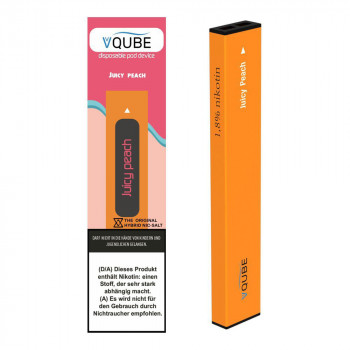 VQUBE
disposable pod device
JUICY PEACH
Juicy peach
THE ORIGINAL
HYBRID NIC-SALT
DARF NICHT IN DIE HÄNDE VON KINDERN UND
JUGENDLICHEN GELANGEN.
(D/A) Dieses Produkt
enthält Nikotin: einen
Stoff, der sehr stark
abhängig macht.
(A) Es wird nicht für
den Gebrauch durch
Nichtraucher empfohlen
1,8% nikotin
Juicy Peach
VQUBE